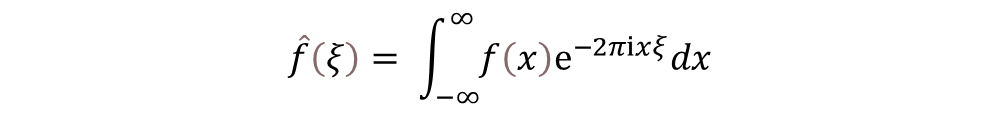 f̂(ξ) = ∫_{-∞}^{∞} f(x)e^{−2πixξ}dx